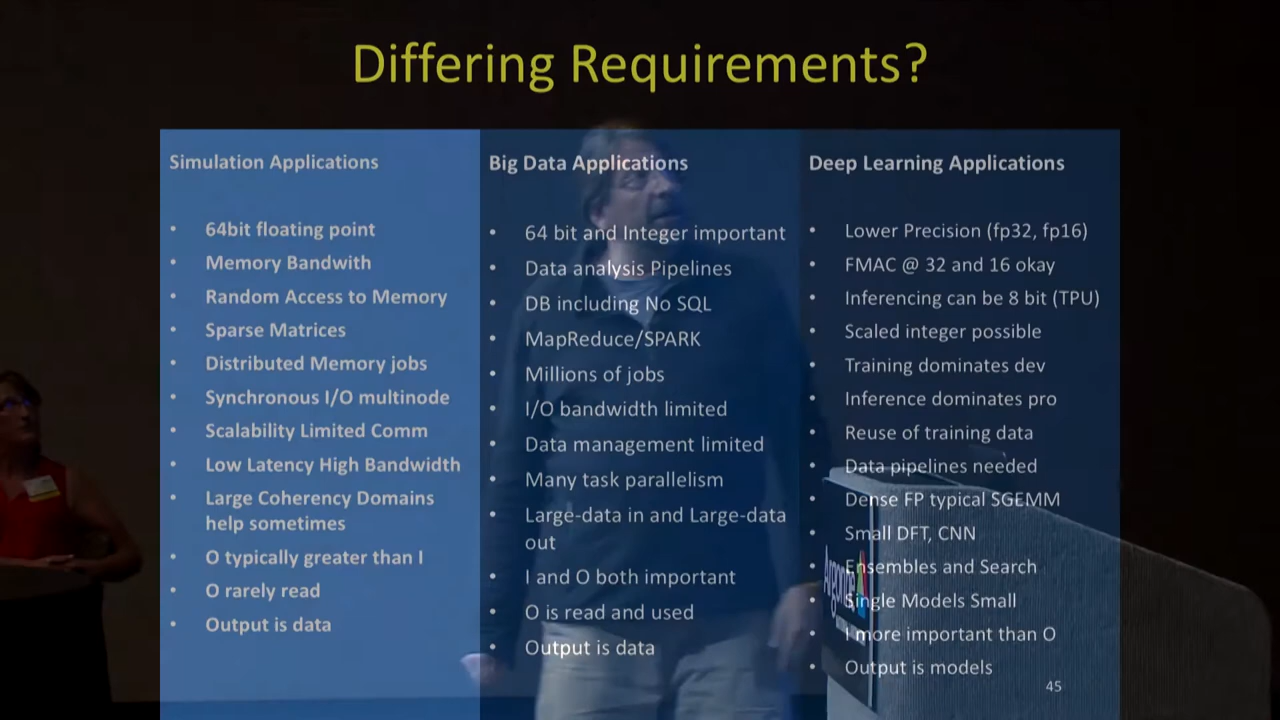 Differing Requirements?
Simulation Applications
• 64bit floating point
• Memory Bandwith
• Random Access to Memory
• Sparse Matrices
• Distributed Memory jobs
• Synchronous I/O multinode
• Scalability Limited Comm
• Low Latency High Bandwidth
• Large Coherency Domains
help sometimes
• O typically greater than I
• O rarely read
• Output is data
Big Data Applications
• 64 bit and Integer important
• Data analysis Pipelines
• DB including No SQL
• MapReduce/SPARK
• Millions of jobs
• I/O bandwidth limited
• Data management limited
• Many task parallelism
• Large-data in and Large-data
out
• I and O both important
• O is read and used
• Output is data
Deep Learning Applications
• Lower Precision (fp32, fp16)
• FMAC @ 32 and 16 okay
• Inferencing can be 8 bit (TPU)
• Scaled integer possible
• Training dominates dev
• Inference dominates pro
• Reuse of training data
• Data pipelines needed
• Dense FP typical SGEMM
• Small DFT, CNN
• Ensembles and Search
• Single Models Small
• I more important than O
• Output is models
45
Argonne